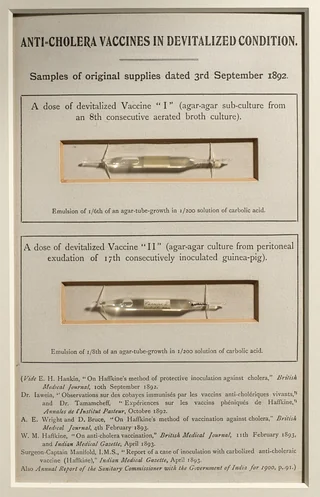 ANTI-CHOLERA VACCINES IN DEVITALIZED CONDITION.
Samples of original supplies dated 3rd September 1892.
A dose of devitalized Vaccine "I" (agar-agar sub-culture from
an 8th consecutive aerated broth culture).
Emulsion of 1/6th of an agar-tube-growth in 1/200 solution of carbolic acid.
A dose of devitalized Vaccine "II" (agar-agar culture from peritoneal
exudation of 17th consecutively inoculated guinea-pig).
Emulsion of 1/8th of an agar-tube-growth in 1/200 solution of carbolic acid.
(Vide E. H. Hankin, "On Haffkine's method of protective inoculation against cholera," British
Medical Journal, 10th September 1892.
Dr. Iawein, "Observations sur des cobayes immunisés par les vaccins anti-cholériques vivants,"
and Dr. Tamamcheff, "Expériences sur les vaccins phéniqués de Haffkine,"
Annales de l'Institut Pasteur, October 1892.
A. E. Wright and D. Bruce, "On Haffkine's method of vaccination against cholera," British
Medical Journal, 4th February 1893.
W. M. Haffkine, "On anti-cholera vaccination," British Medical Journal, 11th February 1893,
and Indian Medical Gazette, April 1893.
Surgeon-Captain Manifold, I.M.S., "Report of a case of inoculation with carbolised anti-choleraic
vaccine (Haffkine)," Indian Medical Gazette, April 1893.
Also Annual Report of the Sanitary Commissioner with the Government of India for 1900, p.91.)